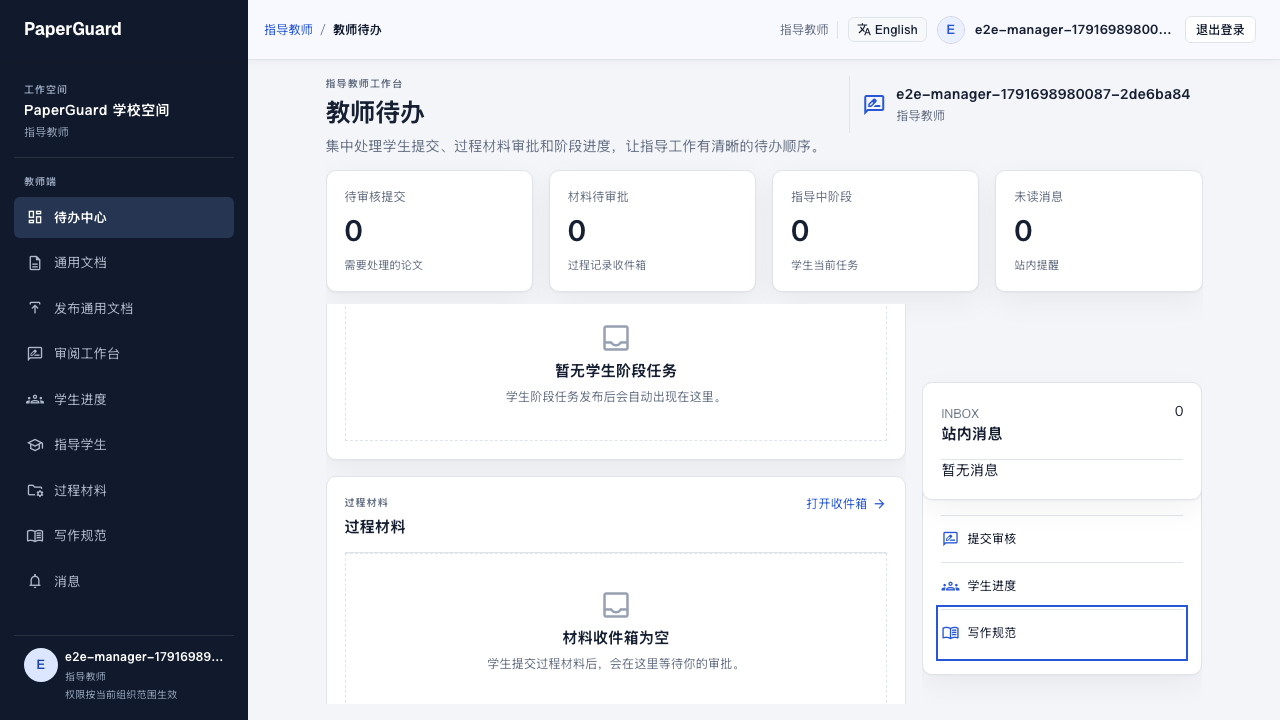 PaperGuard
工作空间
PaperGuard 学校空间
指导教师
教师端
待办中心
通用文档
发布通用文档
审阅工作台
学生进度
指导学生
过程材料
写作规范
消息
E
e2e-manager-17916989...
指导教师
权限按当前组织范围生效
指导教师 / 教师待办
指导教师
English
E
e2e-manager-17916989800...
退出登录
指导教师工作台
教师待办
集中处理学生提交、过程材料审批和阶段进度，让指导工作有清晰的待办顺序。
e2e-manager-1791698980087-2de6ba84
指导教师
待审核提交
0
需要处理的论文
材料待审批
0
过程记录收件箱
指导中阶段
0
学生当前任务
未读消息
0
站内提醒
暂无学生阶段任务
学生阶段任务发布后会自动出现在这里。
过程材料
过程材料
打开收件箱
材料收件箱为空
学生提交过程材料后，会在这里等待你的审批。
INBOX
站内消息
0
暂无消息
提交审核
学生进度
写作规范